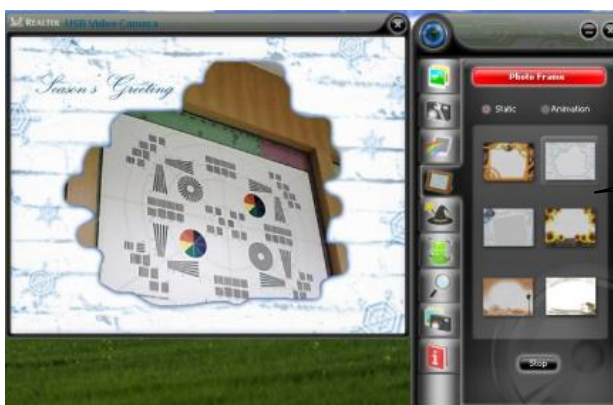 REALTEK USB Video Camera
Season's Greeting
Photo Frame
Static
Animation
Stop